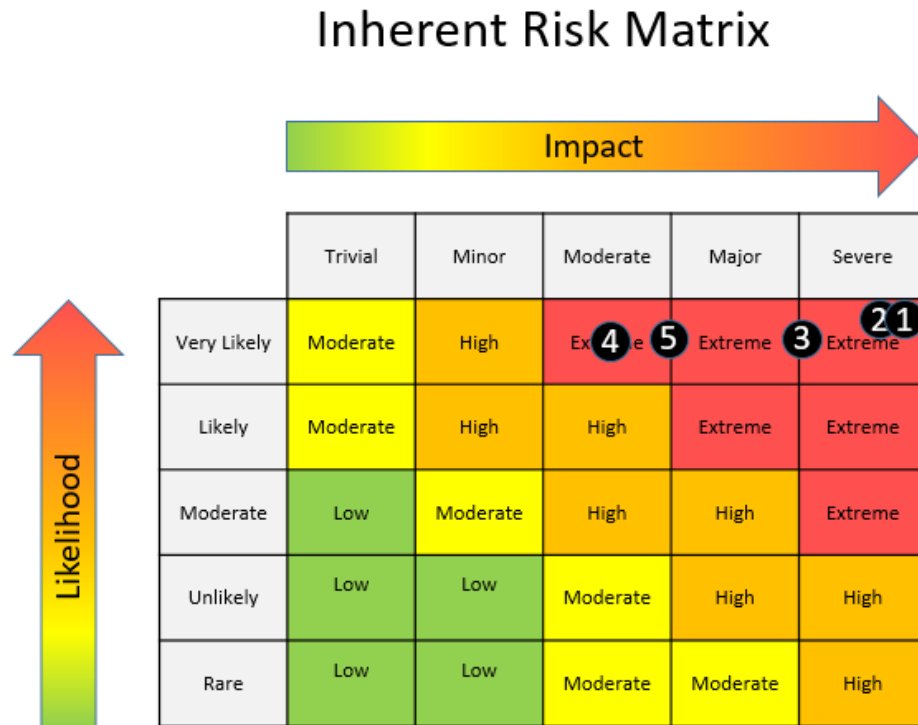 Inherent Risk Matrix
Impact
Trivial Minor Moderate Major Severe
Very Likely Moderate High Ex 4 e 5 Extreme 3 Extreme 2 1
Likely Moderate High High Extreme Extreme
Moderate Low Moderate High High Extreme
Unlikely Low Low Moderate High High
Rare Low Low Moderate Moderate High
Likelihood